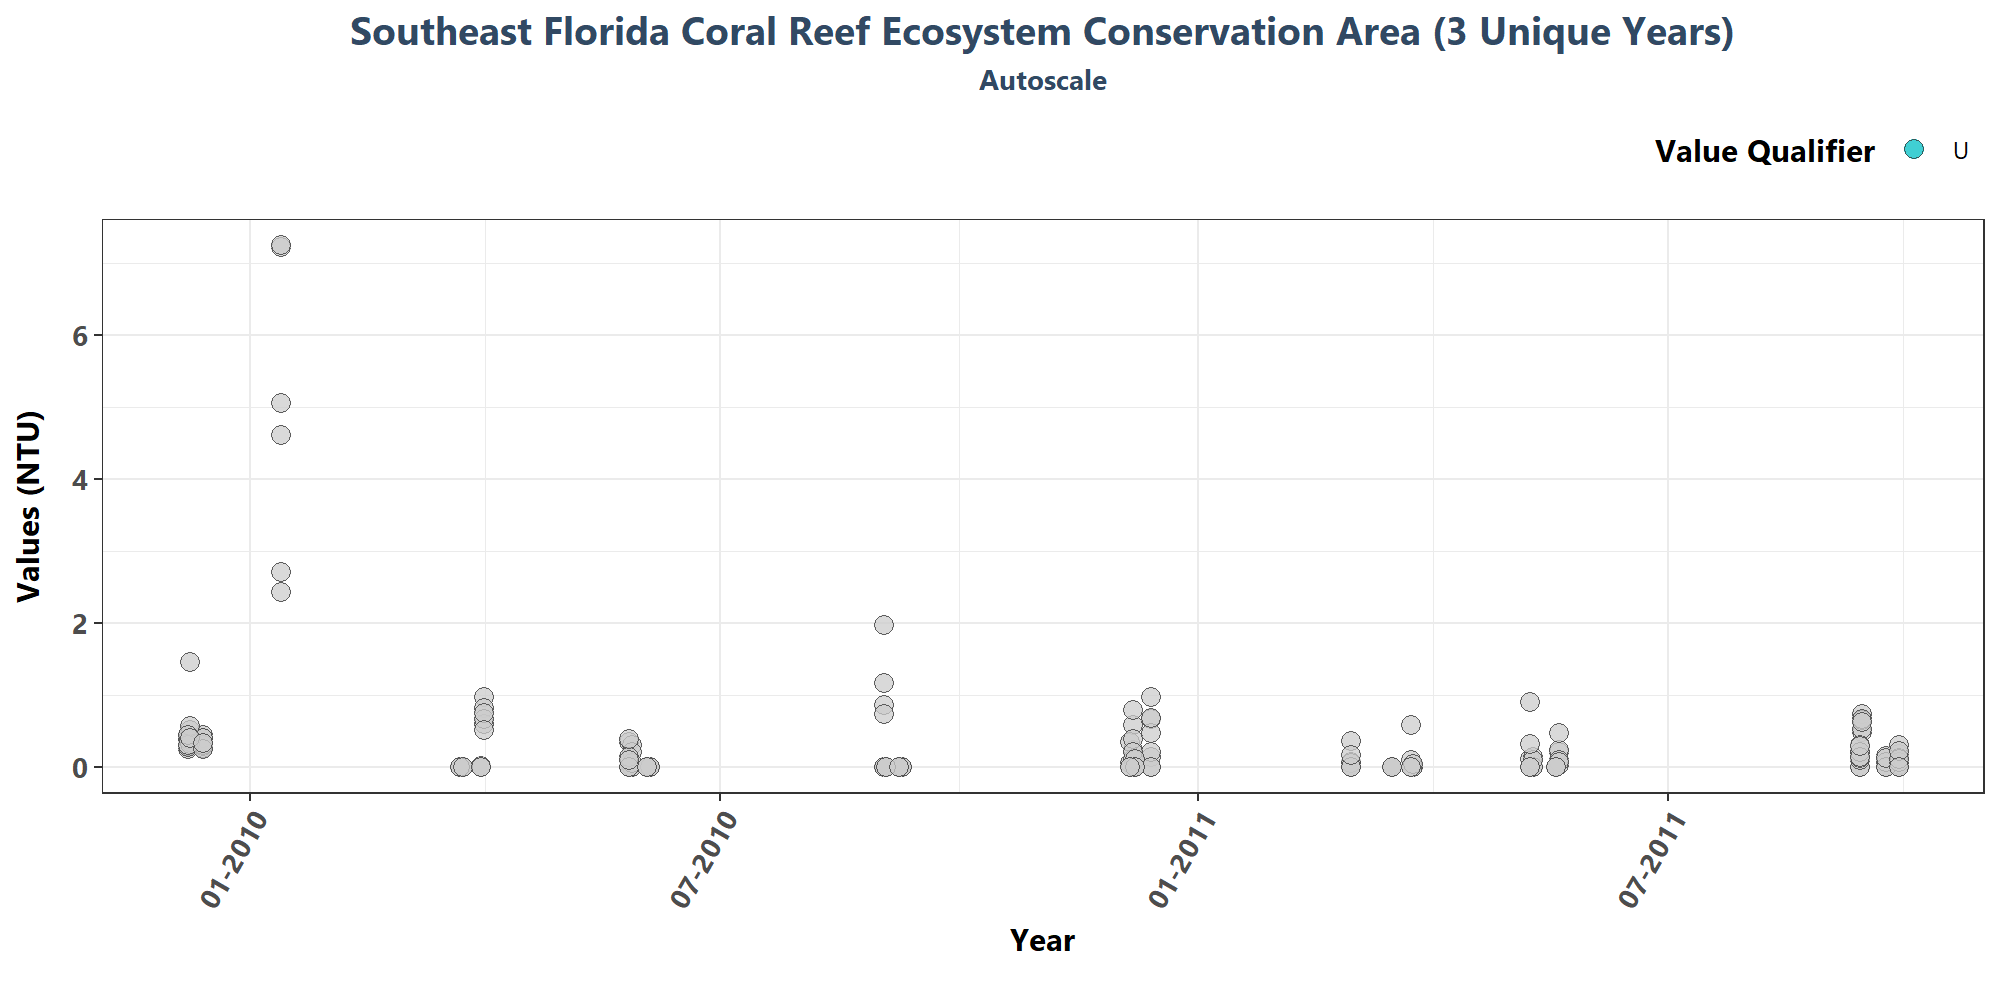 Southeast Florida Coral Reef Ecosystem Conservation Area (3 Unique Years)
Autoscale
Value Qualifier U
Values (NTU)
6
4
2
0
01-2010
07-2010
01-2011
07-2011
Year